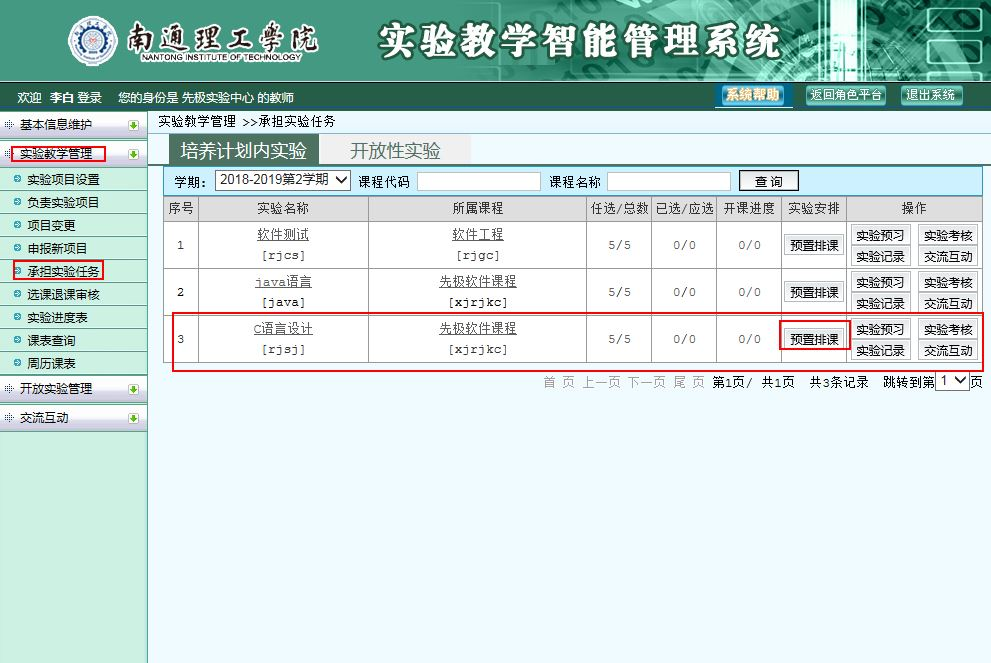 南通理工學院
NANTONG INSTITUTE OF TECHNOLOGY
实验教学智能管理系统
欢迎 李白 登录 您的身份是 先极实验中心 的教师
系统帮助 返回角色平台 退出系统
基本信息维护
实验教学管理
实验项目设置
负责实验项目
项目变更
申报新项目
承担实验任务
选课退课审核
实验进度表
课表查询
周历课表
开放实验管理
交流互动
实验教学管理 >>承担实验任务
培养计划内实验 开放性实验
学期： 2018-2019第2学期 课程代码 课程名称 查 询
序号 实验名称 所属课程 任选/总数 已选/应选 开课进度 实验安排 操作
1 软件测试 软件工程 5/5 0/0 0/0 预置排课 实验预习 实验考核
[rjcs] [rjgc] 实验记录 交流互动
2 java语言 先极软件课程 5/5 0/0 0/0 预置排课 实验预习 实验考核
[java] [xjrjkc] 实验记录 交流互动
3 C语言设计 先极软件课程 5/5 0/0 0/0 预置排课 实验预习 实验考核
[rjsj] [xjrjkc] 实验记录 交流互动
首 页 上一页 下一页 尾 页 第1页/ 共1页 共3条记录 跳转到第 1 页